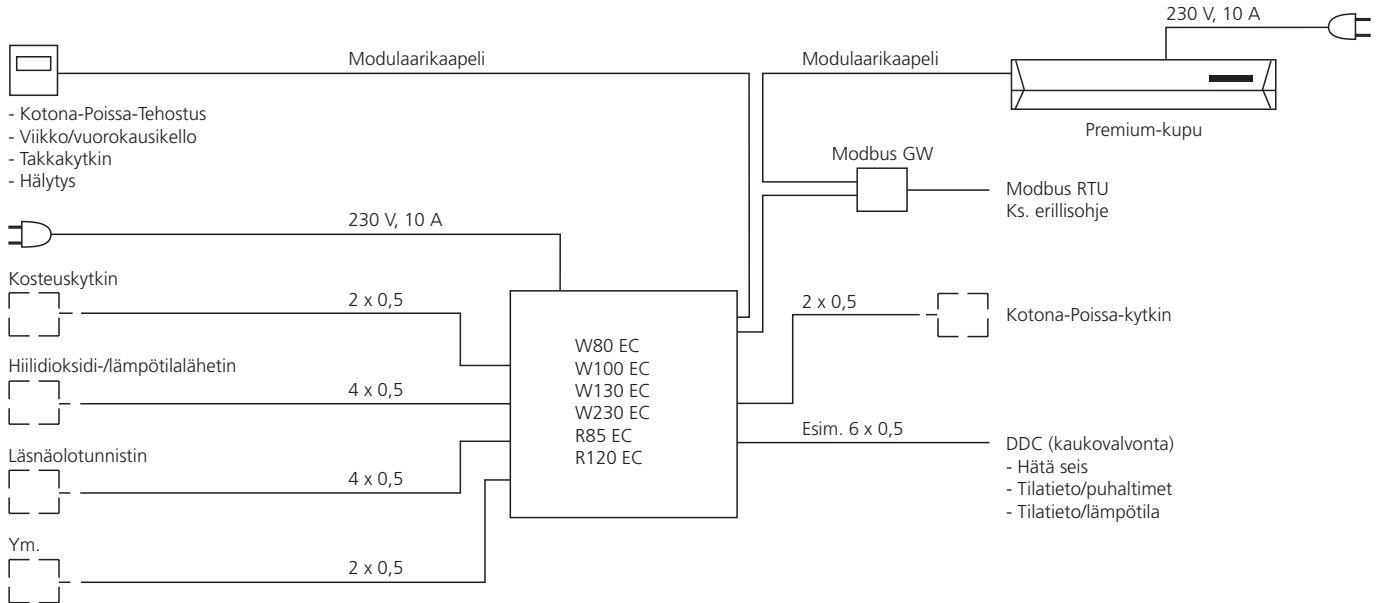 230 V, 10 A
Modulaarikaapeli
Modulaarikaapeli
- Kotona-Poissa-Tehostus
- Viikko/vuorokausikello
- Takkakytkin
- Hälytys
Premium-kupu
Modbus GW
Modbus RTU
Ks. erillisohje
230 V, 10 A
Kosteuskytkin
2 x 0,5
Hiilidioksidi-/lämpötilalähetin
4 x 0,5
Läsnäolotunnistin
4 x 0,5
Ym.
2 x 0,5
W80 EC
W100 EC
W130 EC
W230 EC
R85 EC
R120 EC
2 x 0,5
Kotona-Poissa-kytkin
Esim. 6 x 0,5
DDC (kaukovalvonta)
- Hätä seis
- Tilatieto/puhaltimet
- Tilatieto/lämpötila